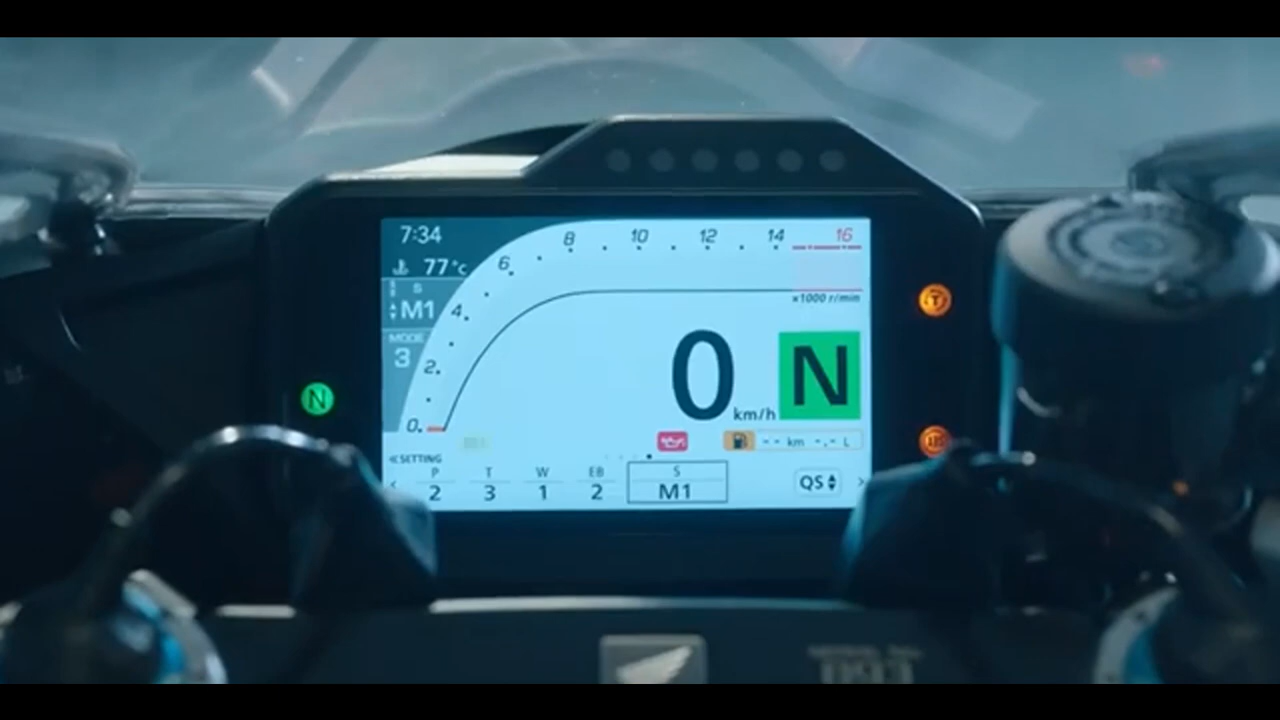 7:34
8 10 12 14 16
77°c
6
S
M1
4
x1000 r/min
MODE
3
2
0 N
km/h
N
0
-- km -.- L
≪SETTING
P T W EB S
2 3 1 2 M1
QS
093